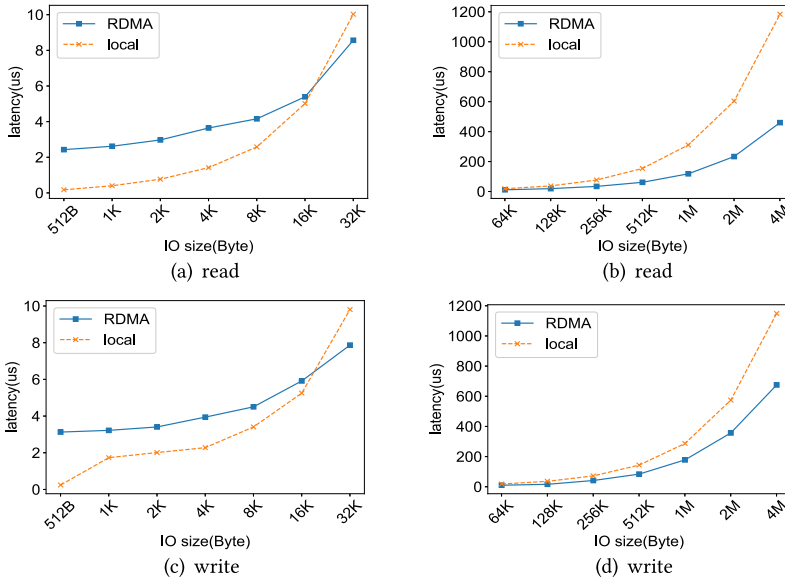 10
8
6
4
2
0
latency(us)
RDMA
local
512B 1K 2K 4K 8K 16K 32K
IO size(Byte)
(a) read
1200
1000
800
600
400
200
0
latency(us)
RDMA
local
64K 128K 256K 512K 1M 2M 4M
IO size(Byte)
(b) read
10
8
6
4
2
0
latency(us)
RDMA
local
512B 1K 2K 4K 8K 16K 32K
IO size(Byte)
(c) write
1200
1000
800
600
400
200
0
latency(us)
RDMA
local
64K 128K 256K 512K 1M 2M 4M
IO size(Byte)
(d) write